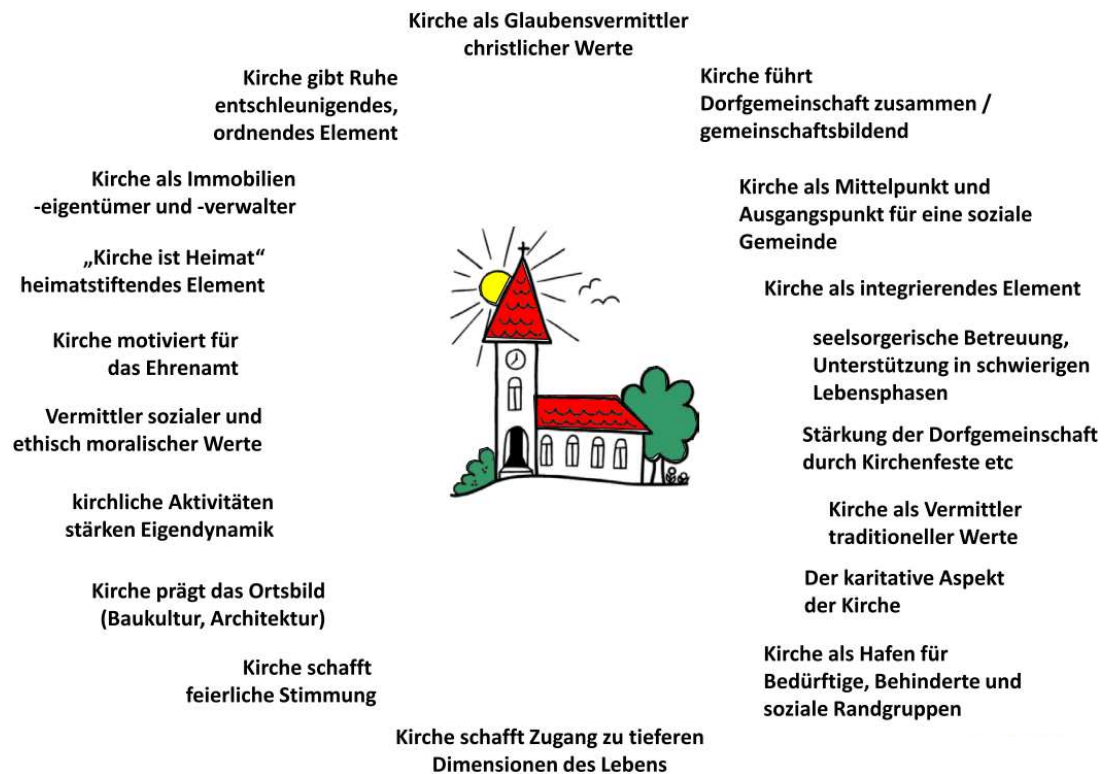 Kirche als Glaubensvermittler
christlicher Werte
Kirche gibt Ruhe
entschleunigendes,
ordnendes Element
Kirche führt
Dorfgemeinschaft zusammen /
gemeinschaftsbildend
Kirche als Immobilien
-eigentümer und -verwalter
Kirche als Mittelpunkt und
Ausgangspunkt für eine soziale
Gemeinde
„Kirche ist Heimat“
heimatstiftendes Element
Kirche als integrierendes Element
Kirche motiviert für
das Ehrenamt
seelsorgerische Betreuung,
Unterstützung in schwierigen
Lebensphasen
Vermittler sozialer und
ethisch moralischer Werte
Stärkung der Dorfgemeinschaft
durch Kirchenfeste etc
kirchliche Aktivitäten
stärken Eigendynamik
Kirche als Vermittler
traditioneller Werte
Kirche prägt das Ortsbild
(Baukultur, Architektur)
Der karitative Aspekt
der Kirche
Kirche schafft
feierliche Stimmung
Kirche als Hafen für
Bedürftige, Behinderte und
soziale Randgruppen
Kirche schafft Zugang zu tieferen
Dimensionen des Lebens